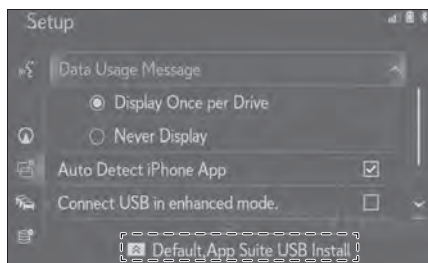 Setup
Data Usage Message
Display Once per Drive
Never Display
Auto Detect iPhone App
Connect USB in enhanced mode.
Default,App Suite USB Install